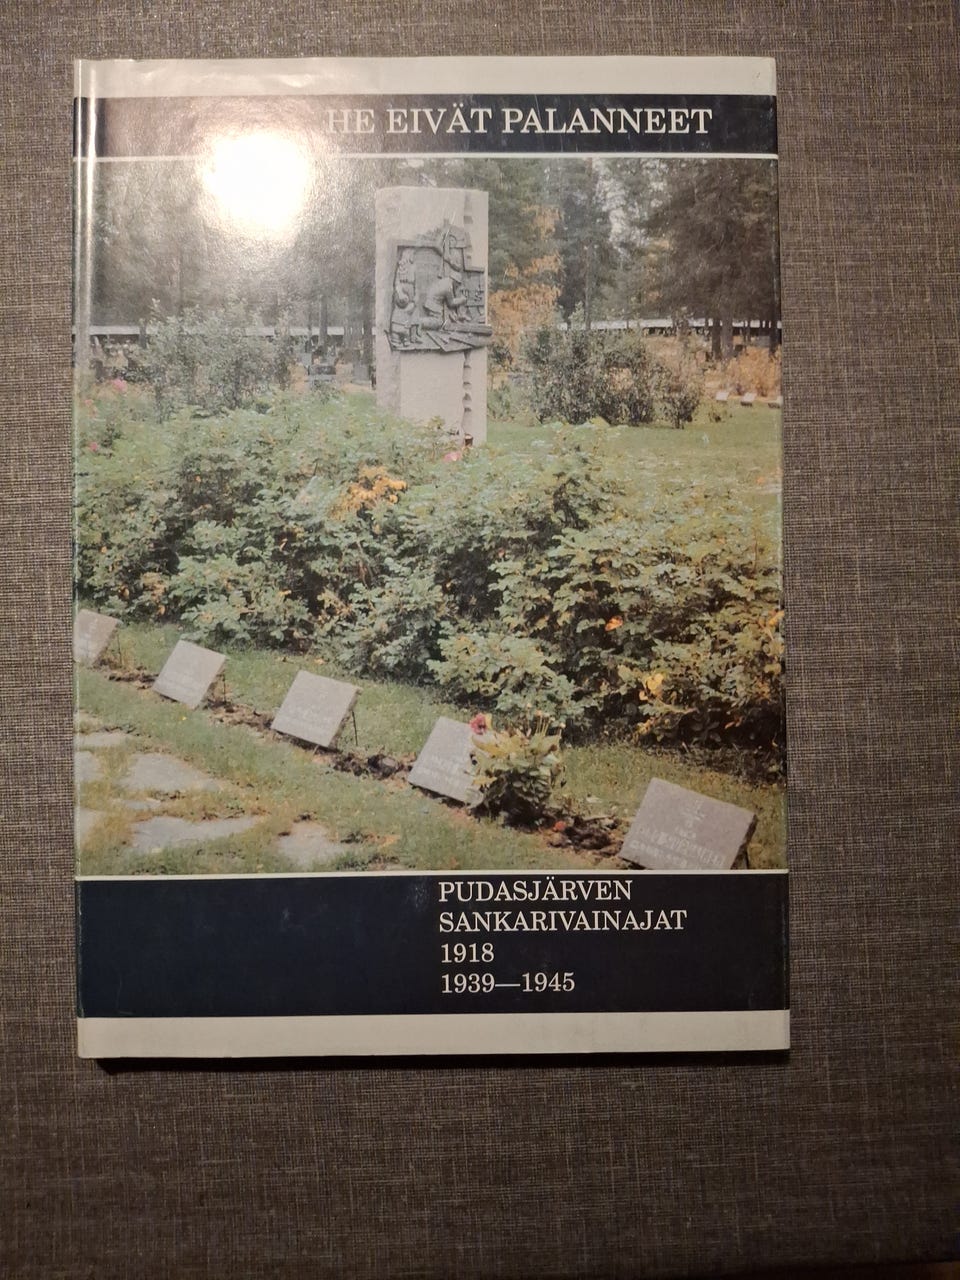 HE EIVÄT PALANNEET
PUDASJÄRVEN
SANKARIVAINAJAT
1918
1939—1945